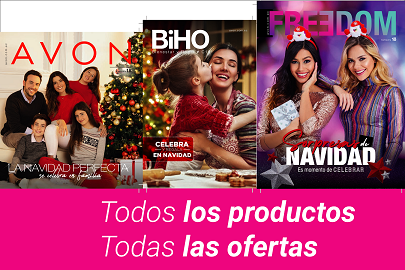 AVON
LA NAVIDAD PERFECTA
se celebra en familia
BiHO
CELEBRA
EN NAVIDAD
FREEDOM
de
NAVIDAD
Es momento de CELEBRAR
Todos los productos
Todas las ofertas